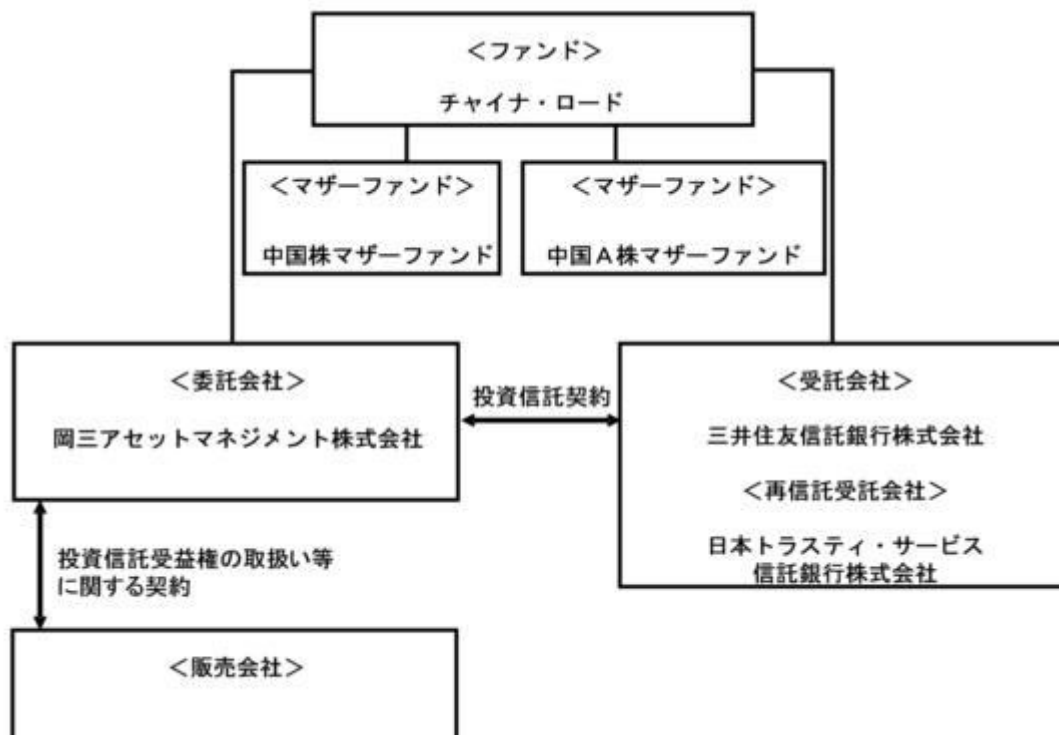 ＜ファンド＞
チャイナ・ロード
＜マザーファンド＞
中国株マザーファンド
＜マザーファンド＞
中国Ａ株マザーファンド
＜委託会社＞
岡三アセットマネジメント株式会社
投資信託契約
＜受託会社＞
三井住友信託銀行株式会社
＜再信託受託会社＞
日本トラスティ・サービス
信託銀行株式会社
投資信託受益権の取扱い等
に関する契約
＜販売会社＞